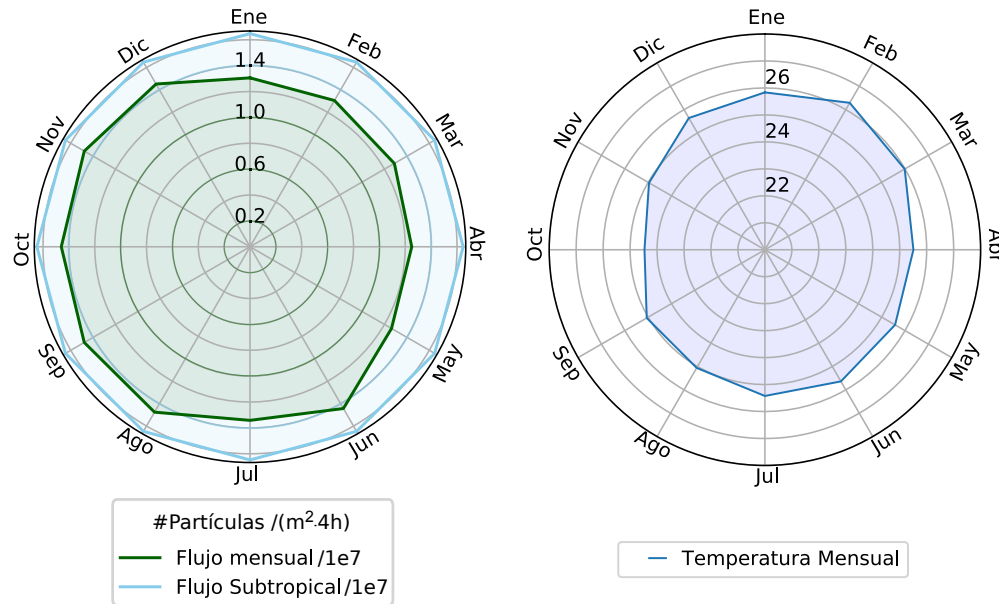 Ene
Feb
Mar
Abr
May
Jun
Jul
Ago
Sep
Oct
Nov
Dic
1.4
1.0
0.6
0.2
#Partículas /(m².4h)
Flujo mensual /1e7
Flujo Subtropical /1e7
Ene
Feb
Mar
Abr
May
Jun
Jul
Ago
Sep
Oct
Nov
Dic
26
24
22
Temperatura Mensual